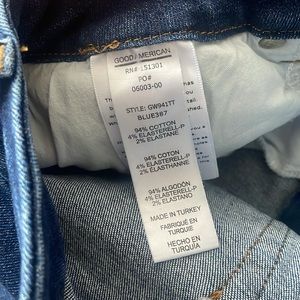 GOOD AMERICAN
RN# 151301
PO#
06003-00
STYLE: GW941TT
BLUE387
94% COTTON
4% ELASTERELL-P
2% ELASTANE
94% COTON
4% ELASTERELL-P
2% ELASTHANNE
94% ALGODÓN
4% ELASTERELL-P
2% ELASTANO
MADE IN TURKEY
FABRIQUÉ EN
TURQUIE
HECHO EN
TURQUIA